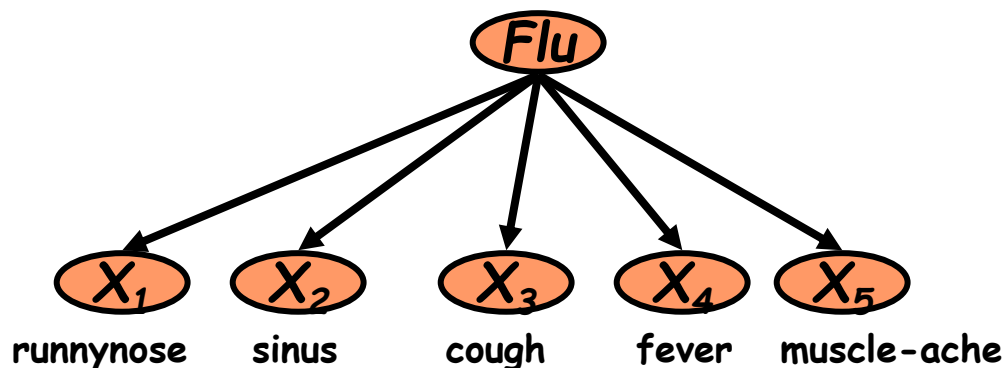 Flu
X₁ X₂ X₃ X₄ X₅
runnynose sinus cough fever muscle-ache